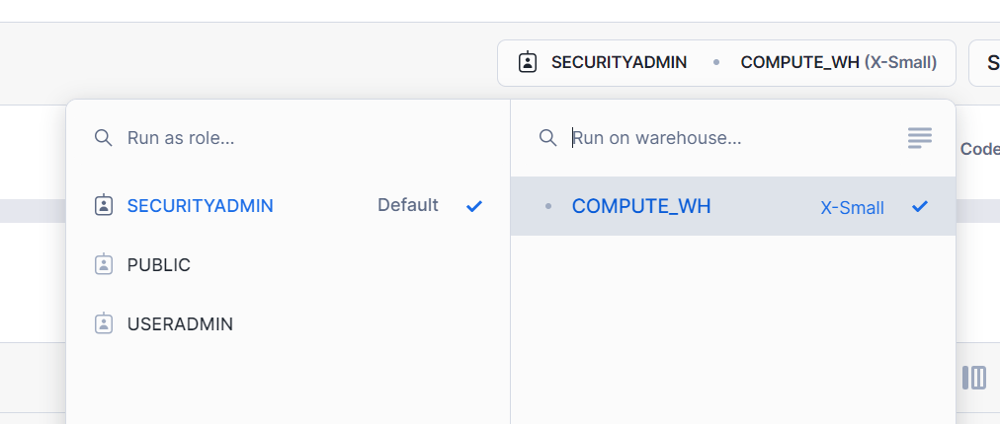 SECURITYADMIN • COMPUTE_WH (X-Small)
S
Run as role...
Run on warehouse...
Code
SECURITYADMIN Default
COMPUTE_WH X-Small
PUBLIC
USERADMIN